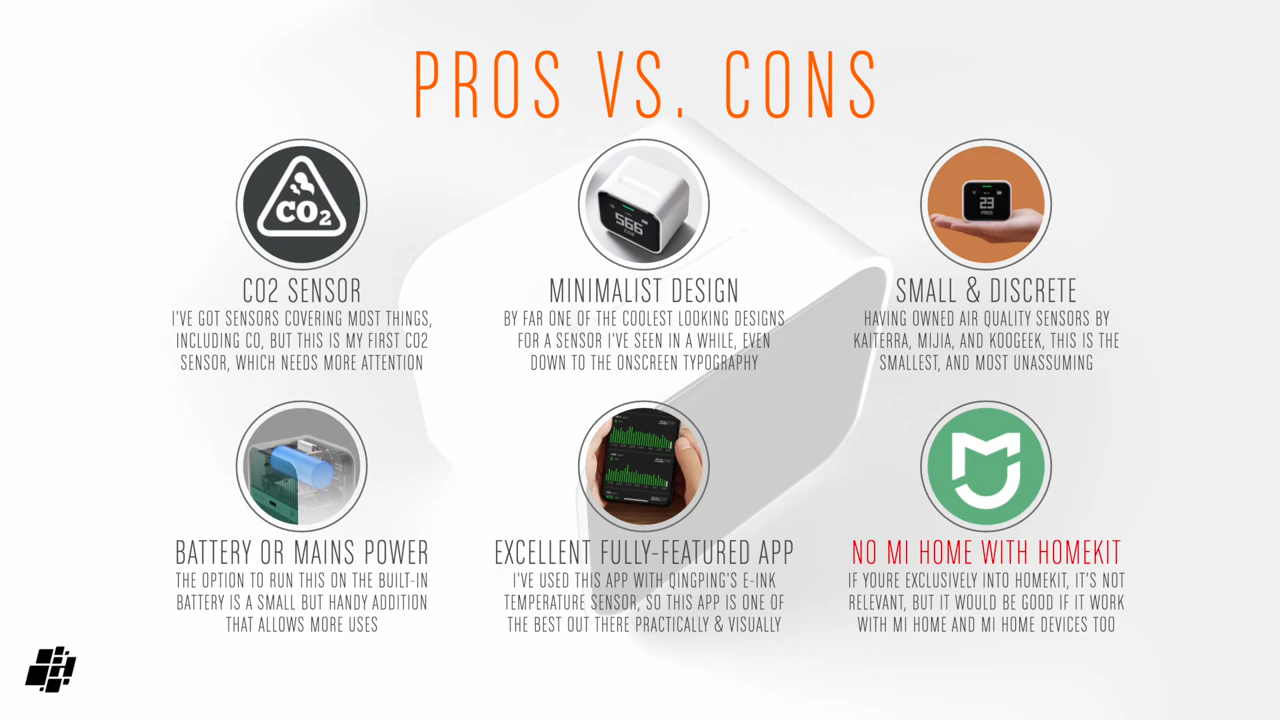 PROS VS. CONS
CO2
566
CO2
23
PM25
CO2 SENSOR
I'VE GOT SENSORS COVERING MOST THINGS,
INCLUDING CO, BUT THIS IS MY FIRST CO2
SENSOR, WHICH NEEDS MORE ATTENTION
MINIMALIST DESIGN
BY FAR ONE OF THE COOLEST LOOKING DESIGNS
FOR A SENSOR I'VE SEEN IN A WHILE, EVEN
DOWN TO THE ONSCREEN TYPOGRAPHY
SMALL & DISCRETE
HAVING OWNED AIR QUALITY SENSORS BY
KAITERRA, MIJIA, AND KOOGEEK, THIS IS THE
SMALLEST, AND MOST UNASSUMING
BATTERY OR MAINS POWER
THE OPTION TO RUN THIS ON THE BUILT-IN
BATTERY IS A SMALL BUT HANDY ADDITION
THAT ALLOWS MORE USES
EXCELLENT FULLY-FEATURED APP
I'VE USED THIS APP WITH QINGPING'S E-INK
TEMPERATURE SENSOR, SO THIS APP IS ONE OF
THE BEST OUT THERE PRACTICALLY & VISUALLY
NO MI HOME WITH HOMEKIT
IF YOURE EXCLUSIVELY INTO HOMEKIT, IT'S NOT
RELEVANT, BUT IT WOULD BE GOOD IF IT WORK
WITH MI HOME AND MI HOME DEVICES TOO